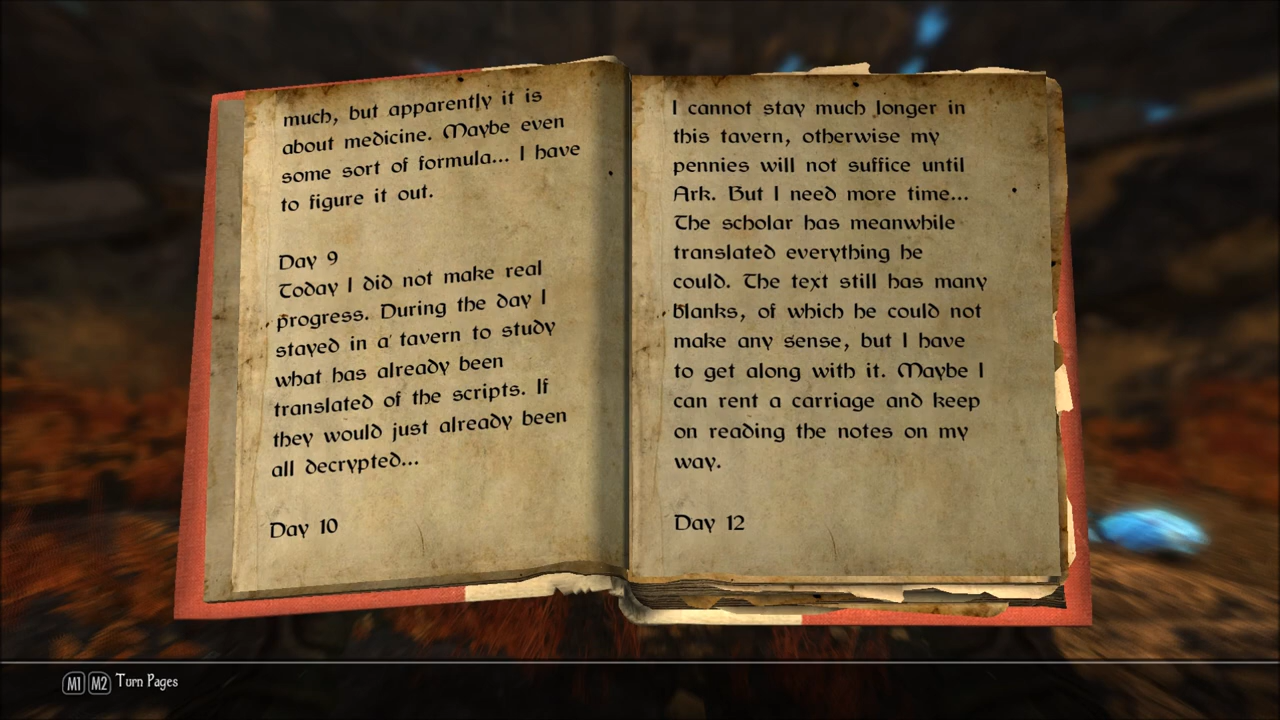 much, but apparently it is
about medicine. Maybe even
some sort of formula... I have
to figure it out.
Day 9
Today I did not make real
progress. During the day I
stayed in a tavern to study
what has already been
translated of the scripts. If
they would just already been
all decrypted...
Day 10
I cannot stay much longer in
this tavern, otherwise my
pennies will not suffice until
Ark. But I need more time...
The scholar has meanwhile
translated everything he
could. The text still has many
blanks, of which he could not
make any sense, but I have
to get along with it. Maybe I
can rent a carriage and keep
on reading the notes on my
way.
Day 12
M1 M2 Turn Pages